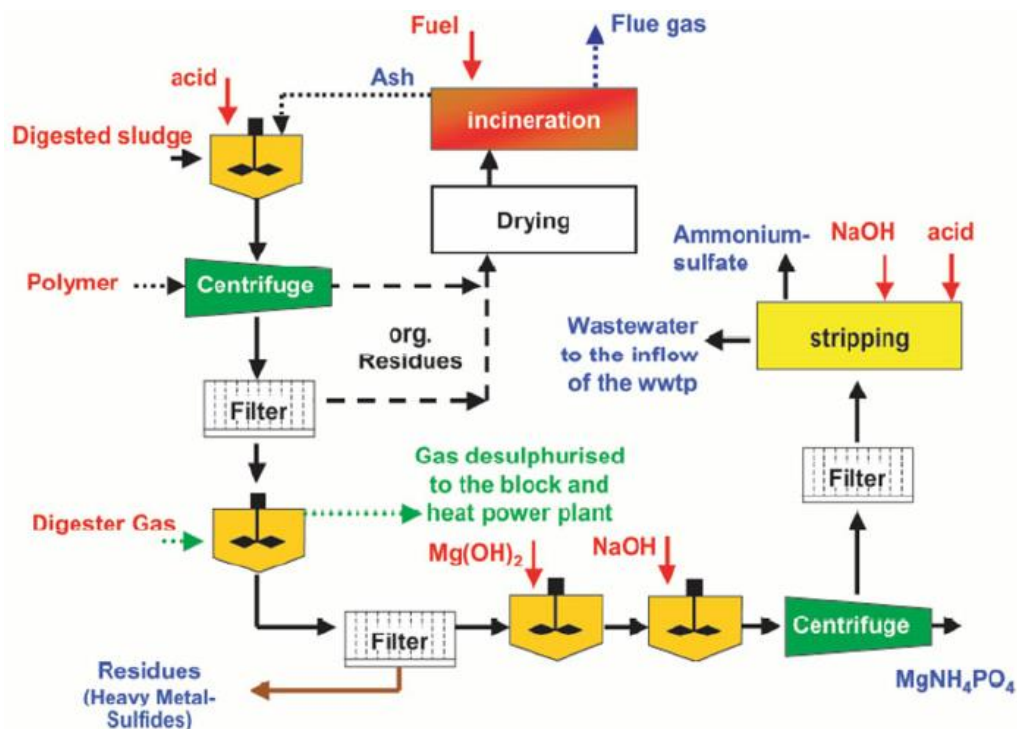 Fuel
Flue gas
acid
Ash
incineration
Digested sludge
Drying
Ammonium-
sulfate
NaOH
acid
Polymer
Centrifuge
org.
Residues
Wastewater
to the inflow
of the wwtp
stripping
Filter
Gas desulphurised
to the block and
heat power plant
Filter
Digester Gas
Mg(OH)₂
NaOH
Filter
Centrifuge
Residues
(Heavy Metal-
Sulfides)
MgNH₄PO₄